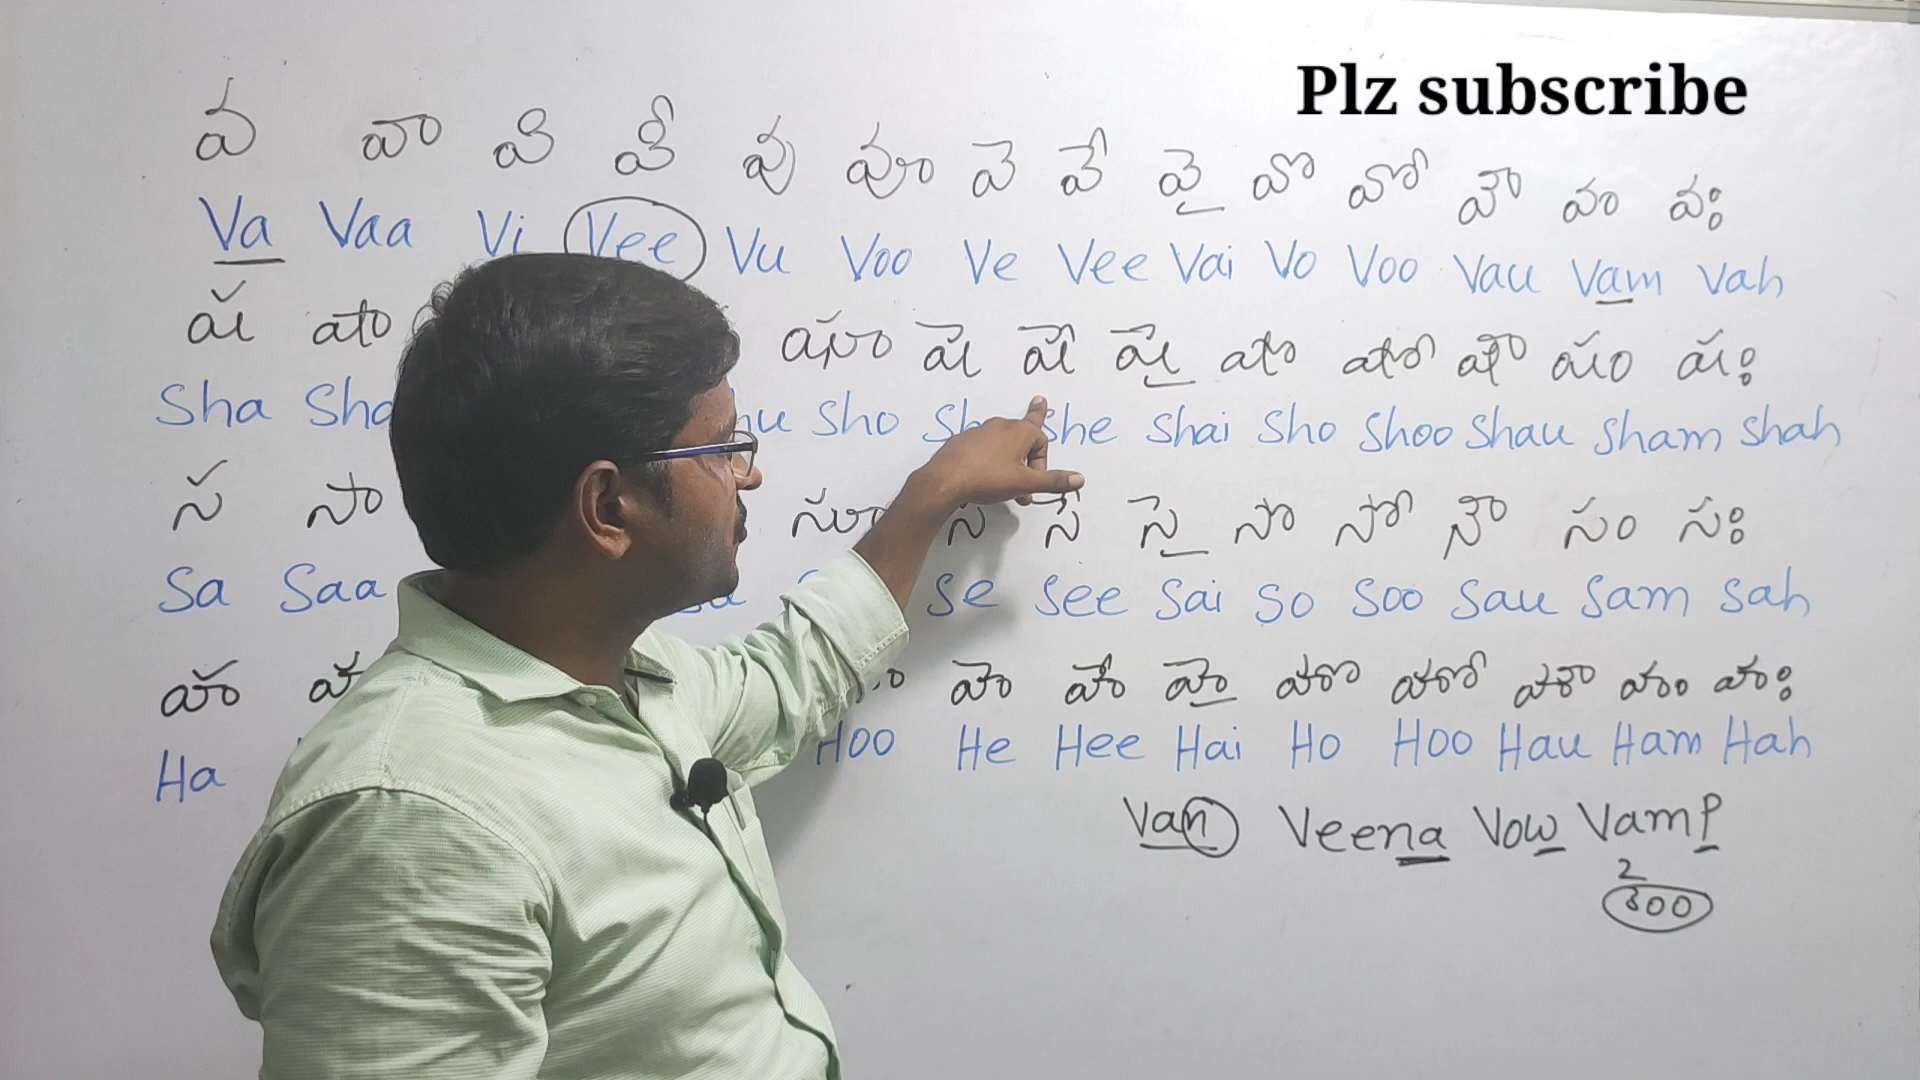 Plz subscribe
వ వా వి వీ వు వూ వె వే వై వొ వో వౌ వం వః
Va Vaa Vi Vee Vu Voo Ve Vee Vai Vo Voo Vau Vam Vah
ష షా షూ షె షే షై షొ షో షౌ షం షః
Sha Sho she Shai Sho Shoo Shau Sham Shah
స సా సూ సె సే సై సొ సో సౌ సం సః
Sa Saa Se See Sai So Soo Sau Sam Sah
హ హె హే హై హొ హో హౌ హం హః
Ha Hoo He Hee Hai Ho Hoo Hau Ham Hah
Van Veena Vow Vamp
2
300